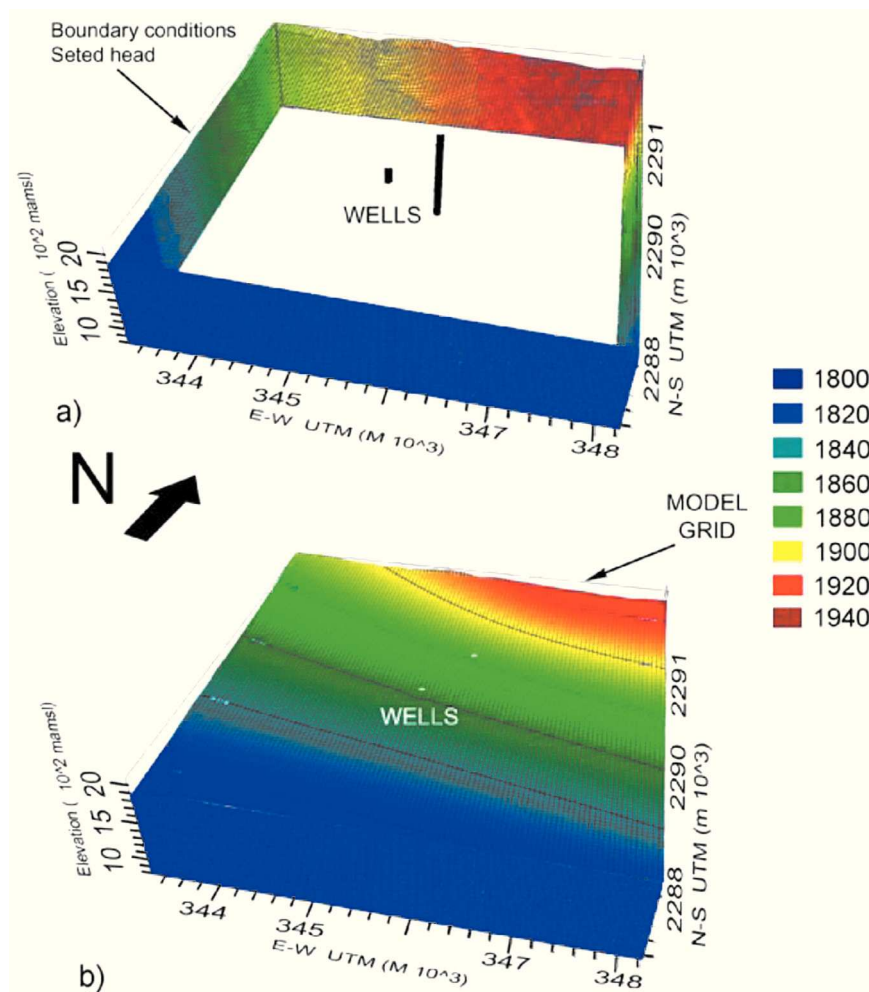 Boundary conditions
Seted head
WELLS
Elevation ( 10^2 mamsl)
20
15
10
344
345
347
348
E-W UTM (M 10^3)
2291
2290
2288
N-S UTM (m 10^3)
a)
1800
1820
1840
1860
1880
1900
1920
1940
N
MODEL
GRID
WELLS
Elevation ( 10^2 mamsl)
20
15
10
344
345
347
348
E-W UTM (M 10^3)
2291
2290
2288
N-S UTM (m 10^3)
b)